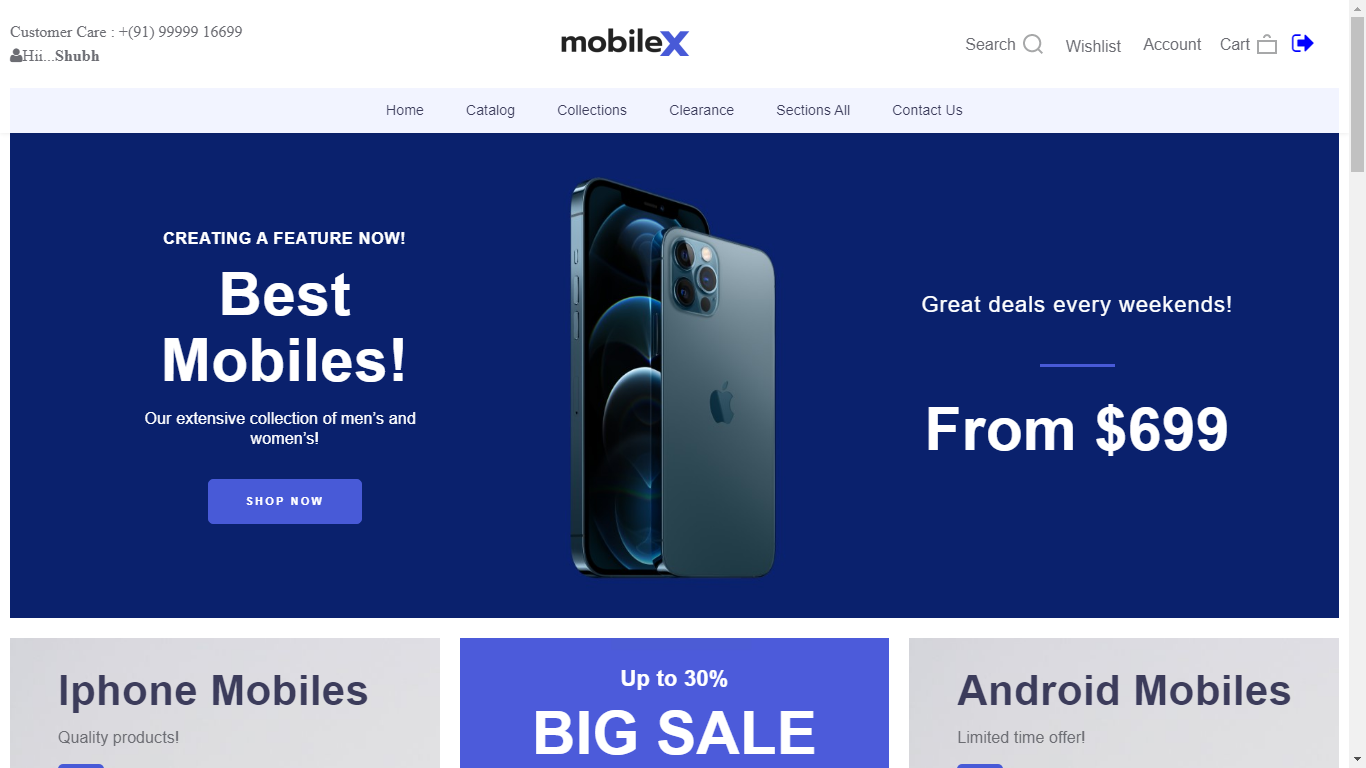 Customer Care : +(91) 99999 16699
Hii...Shubh
mobilex
Search
Wishlist
Account
Cart
Home
Catalog
Collections
Clearance
Sections All
Contact Us
CREATING A FEATURE NOW!
Best
Mobiles!
Our extensive collection of men’s and
women’s!
SHOP NOW
Great deals every weekends!
From $699
Iphone Mobiles
Quality products!
Up to 30%
BIG SALE
Android Mobiles
Limited time offer!